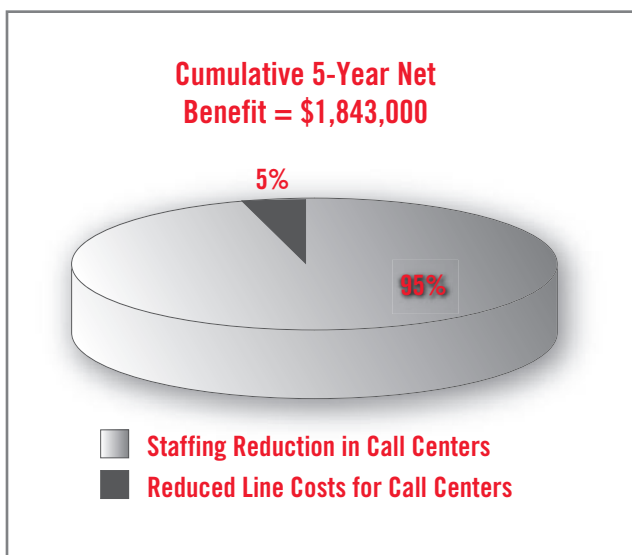 Cumulative 5-Year Net
Benefit = $1,843,000
5%
95%
Staffing Reduction in Call Centers
Reduced Line Costs for Call Centers